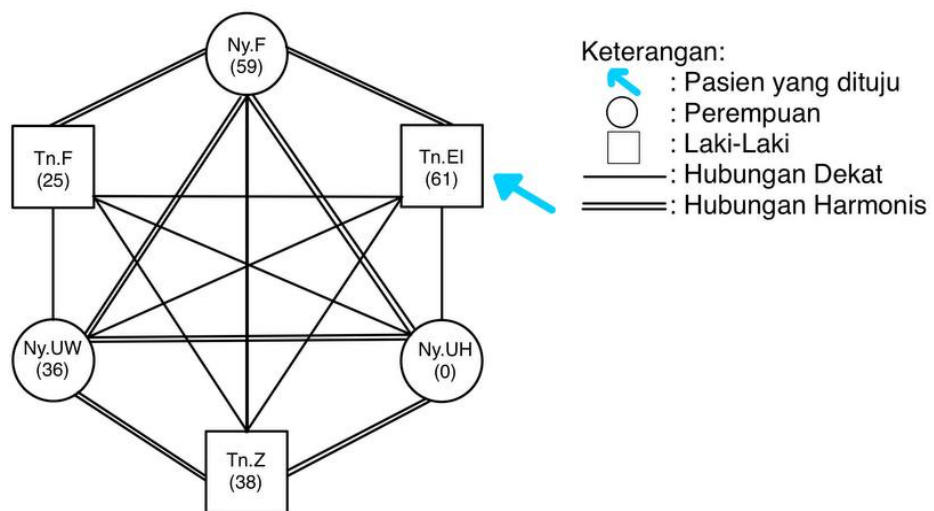 Ny.F
(59)
Tn.F
(25)
Tn.EI
(61)
Ny.UW
(36)
Ny.UH
(0)
Tn.Z
(38)
Keterangan:
: Pasien yang dituju
: Perempuan
: Laki-Laki
: Hubungan Dekat
: Hubungan Harmonis